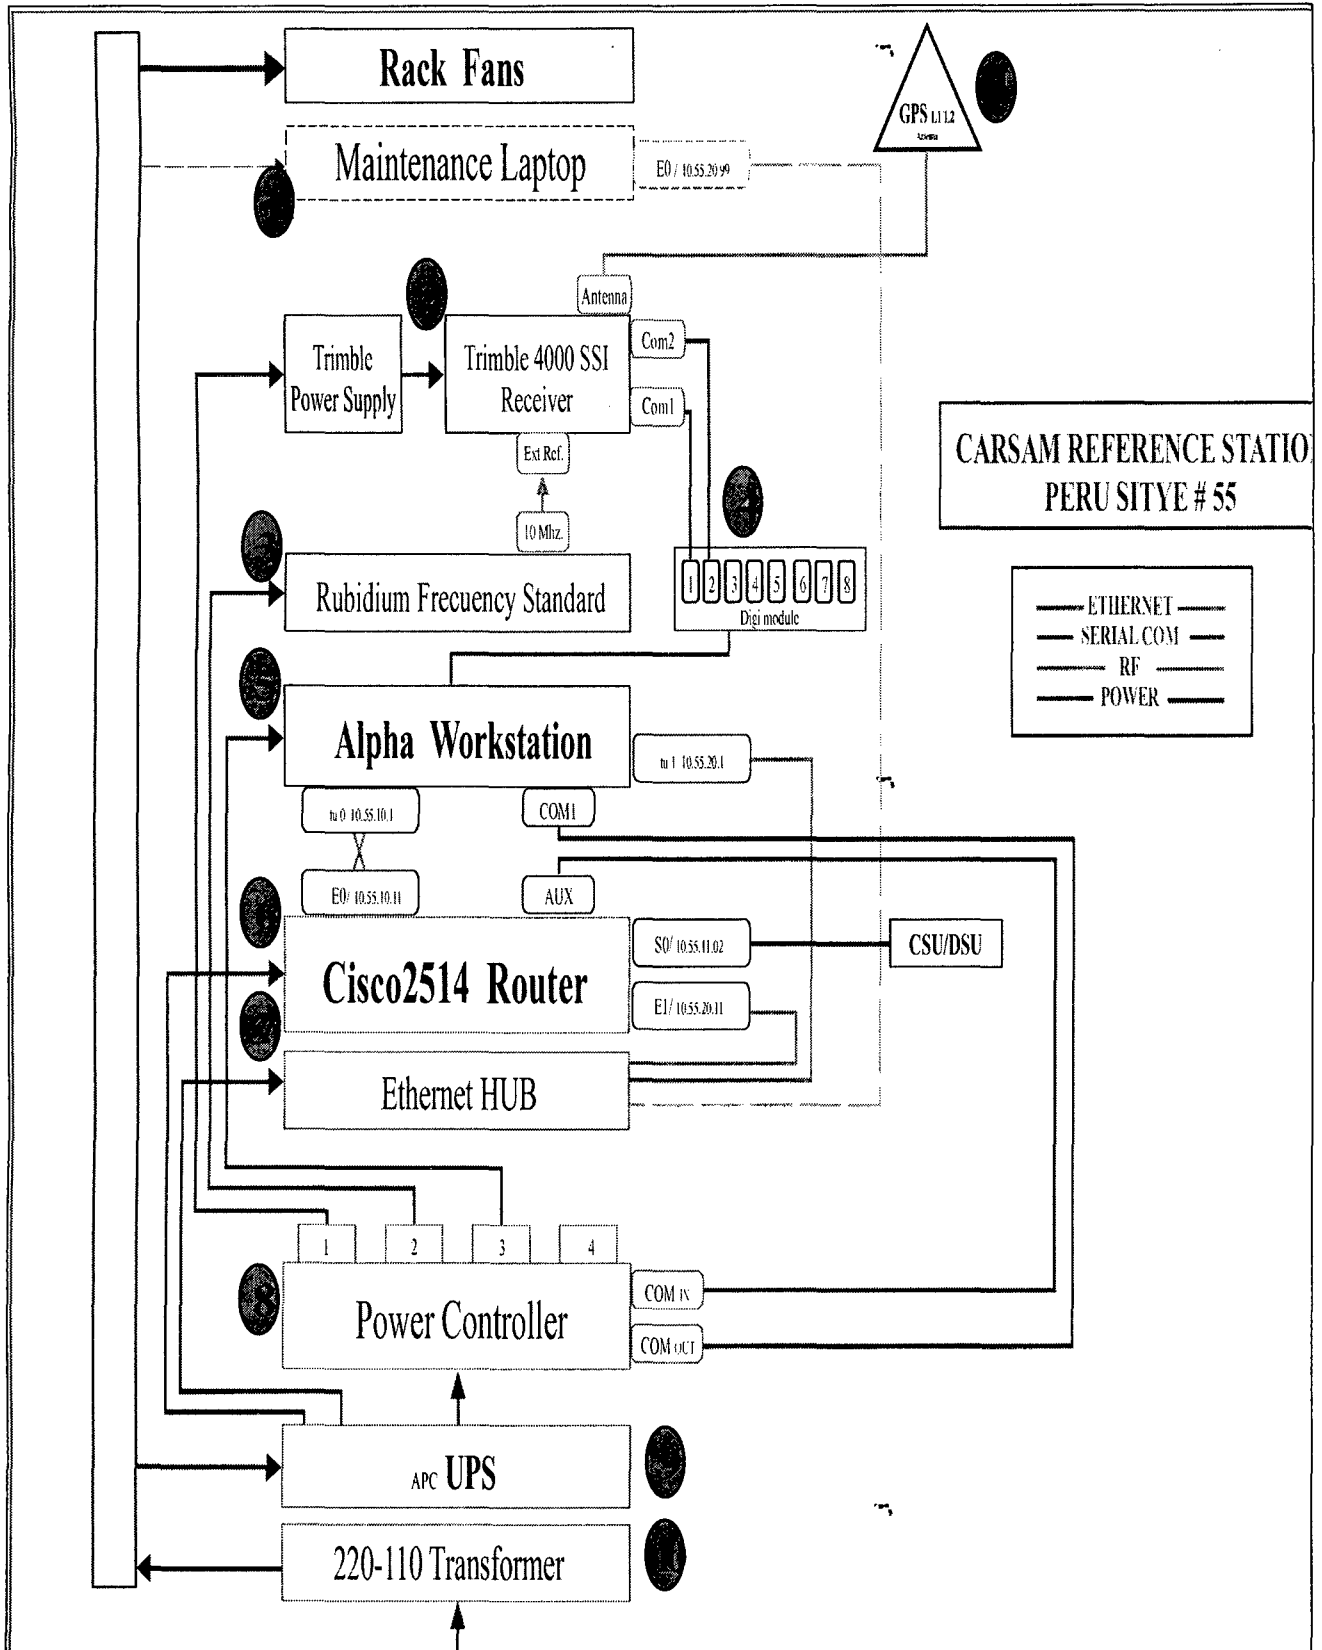 Rack Fans
GPS L1/L2
Antenna
Maintenance Laptop
E0/ 10.55.20.99
Antenna
Trimble
Power Supply
Trimble 4000 SSI
Receiver
Com2
Com1
Ext Ref.
10 Mhz.
CARSAM REFERENCE STATIO
PERU SITYE # 55
Rubidium Frecuency Standard
1 2 3 4 5 6 7 8
Digi module
ETHERNET
SERIAL COM
RF
POWER
Alpha Workstation
tu 1 10.55.20.1
tu 0 10.55.10.1
COM1
E0/ 10.55.10.11
AUX
Cisco2514 Router
S0/ 10.55.11.02
CSU/DSU
E1/ 10.55.20.11
Ethernet HUB
1 2 3 4
8
Power Controller
COM IN
COM OUT
APC UPS
220-110 Transformer